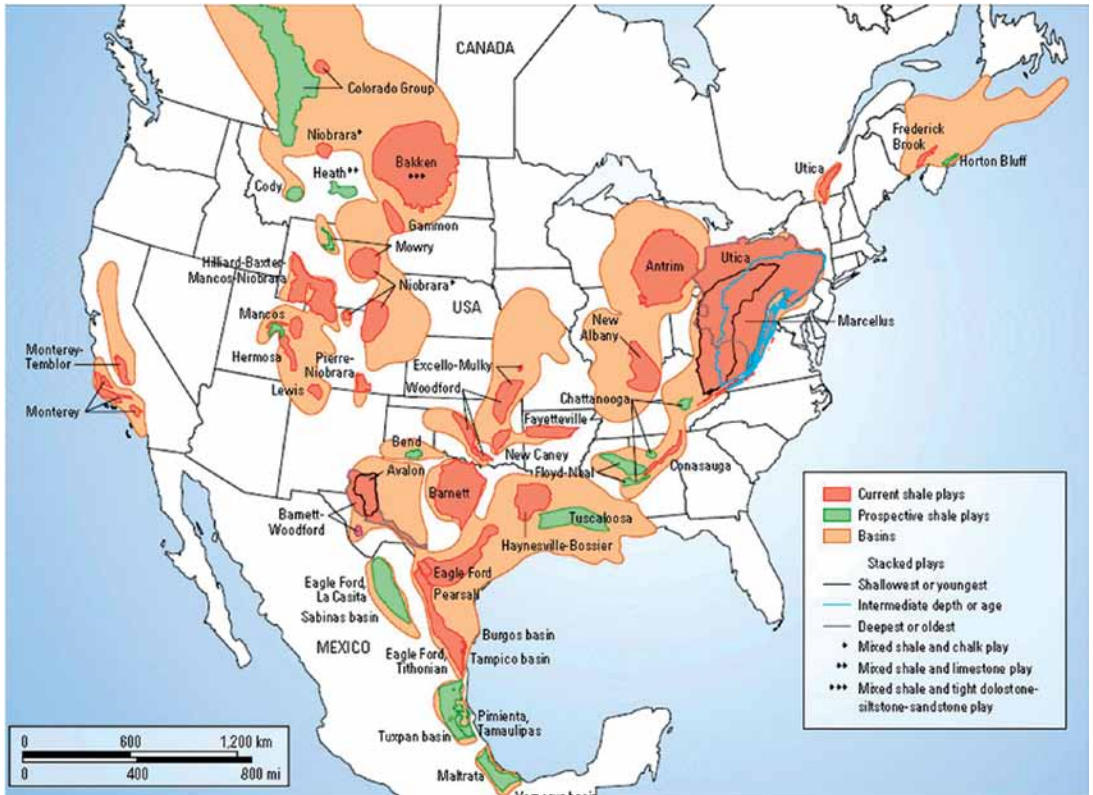 CANADA
Colorado Group
Niobrara♦
Bakken
♦♦♦
Heath♦♦
Cody
Gammon
Mowry
Hilliard-Baxter-
Mancos-Niobrara
Niobrara♦
USA
Mancos
Hermosa
Pierre-
Niobrara
Lewis
Monterey-
Temblor
Monterey
Excello-Mulky
Woodford
Fayetteville
New Caney
Bend
Avalon
Barnett
Barnett-
Woodford
Frederick
Brook
Horton Bluff
Utica
Antrim
Utica
Marcellus
New
Albany
Chattanooga
Floyd-Neal
Conasauga
Tuscaloosa
Haynesville-Bossier
Eagle Ford
Pearsall
Eagle Ford,
La Casita
Sabinas basin
MEXICO
Burgos basin
Eagle Ford,
Tithonian
Tampico basin
Pimienta,
Tamaulipas
Tuxpan basin
Maltrata
Current shale plays
Prospective shale plays
Basins
Stacked plays
Shallowest or youngest
Intermediate depth or age
Deepest or oldest
♦ Mixed shale and chalk play
♦♦ Mixed shale and limestone play
♦♦♦ Mixed shale and tight dolostone-
siltstone-sandstone play
0 600 1,200 km
0 400 800 mi